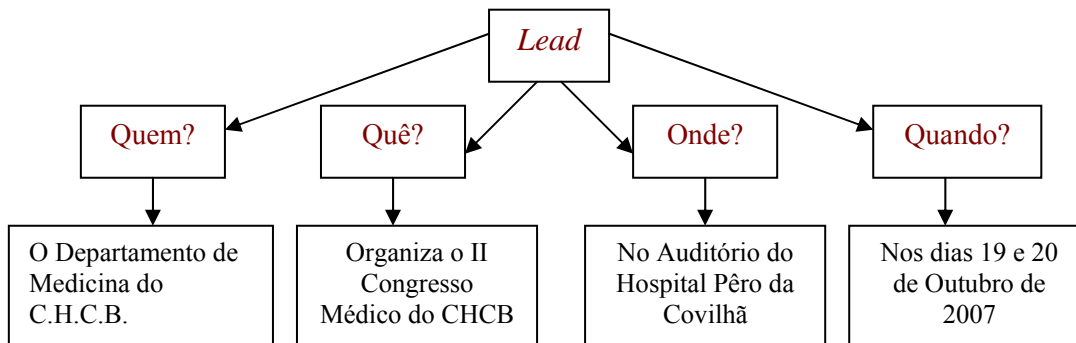 Lead
Quem?
Quê?
Onde?
Quando?
O Departamento de
Medicina do
C.H.C.B.
Organiza o II
Congresso
Médico do CHCB
No Auditório do
Hospital Pêro da
Covilhã
Nos dias 19 e 20
de Outubro de
2007